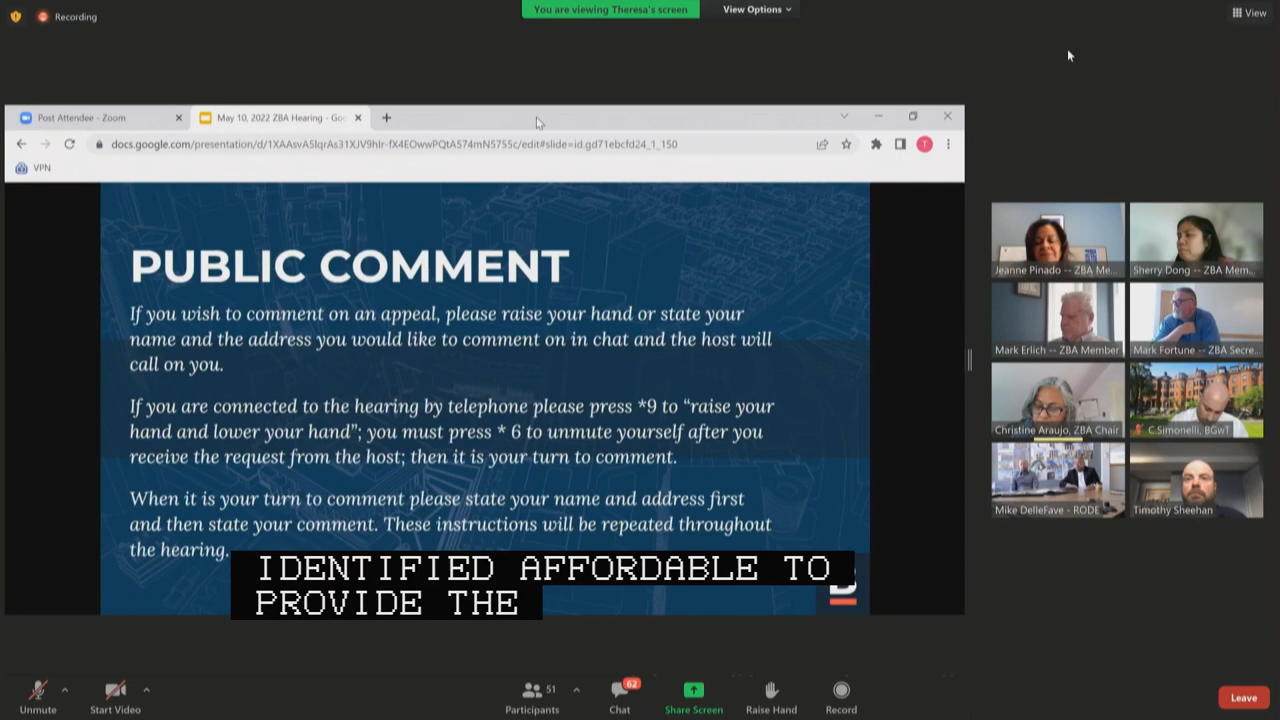 Recording
You are viewing Theresa's screen
View Options
View
Post Attendee - Zoom
May 10, 2022 ZBA Hearing - Goo
docs.google.com/presentation/d/1XAAsvA5lqrAs31XJV9hIr-fX4EOwwPQtA574mN5755c/edit#slide=id.gd71ebcfd24_1_150
T
VPN
PUBLIC COMMENT
If you wish to comment on an appeal, please raise your hand or state your
name and the address you would like to comment on in chat and the host will
call on you.
If you are connected to the hearing by telephone please press *9 to “raise your
hand and lower your hand”; you must press * 6 to unmute yourself after you
receive the request from the host; then it is your turn to comment.
When it is your turn to comment please state your name and address first
and then state your comment. These instructions will be repeated throughout
the hearing.
IDENTIFIED AFFORDABLE TO
PROVIDE THE
Jeanne Pinado -- ZBA Me...
Sherry Dong -- ZBA Mem...
Mark Erlich -- ZBA Member
Mark Fortune -- ZBA Secre...
Christine Araujo, ZBA Chair
C.Simonelli, BGwT
Mike DelleFave - RODE
Timothy Sheehan
Unmute
Start Video
51
Participants
62
Chat
Share Screen
Raise Hand
Record
Leave